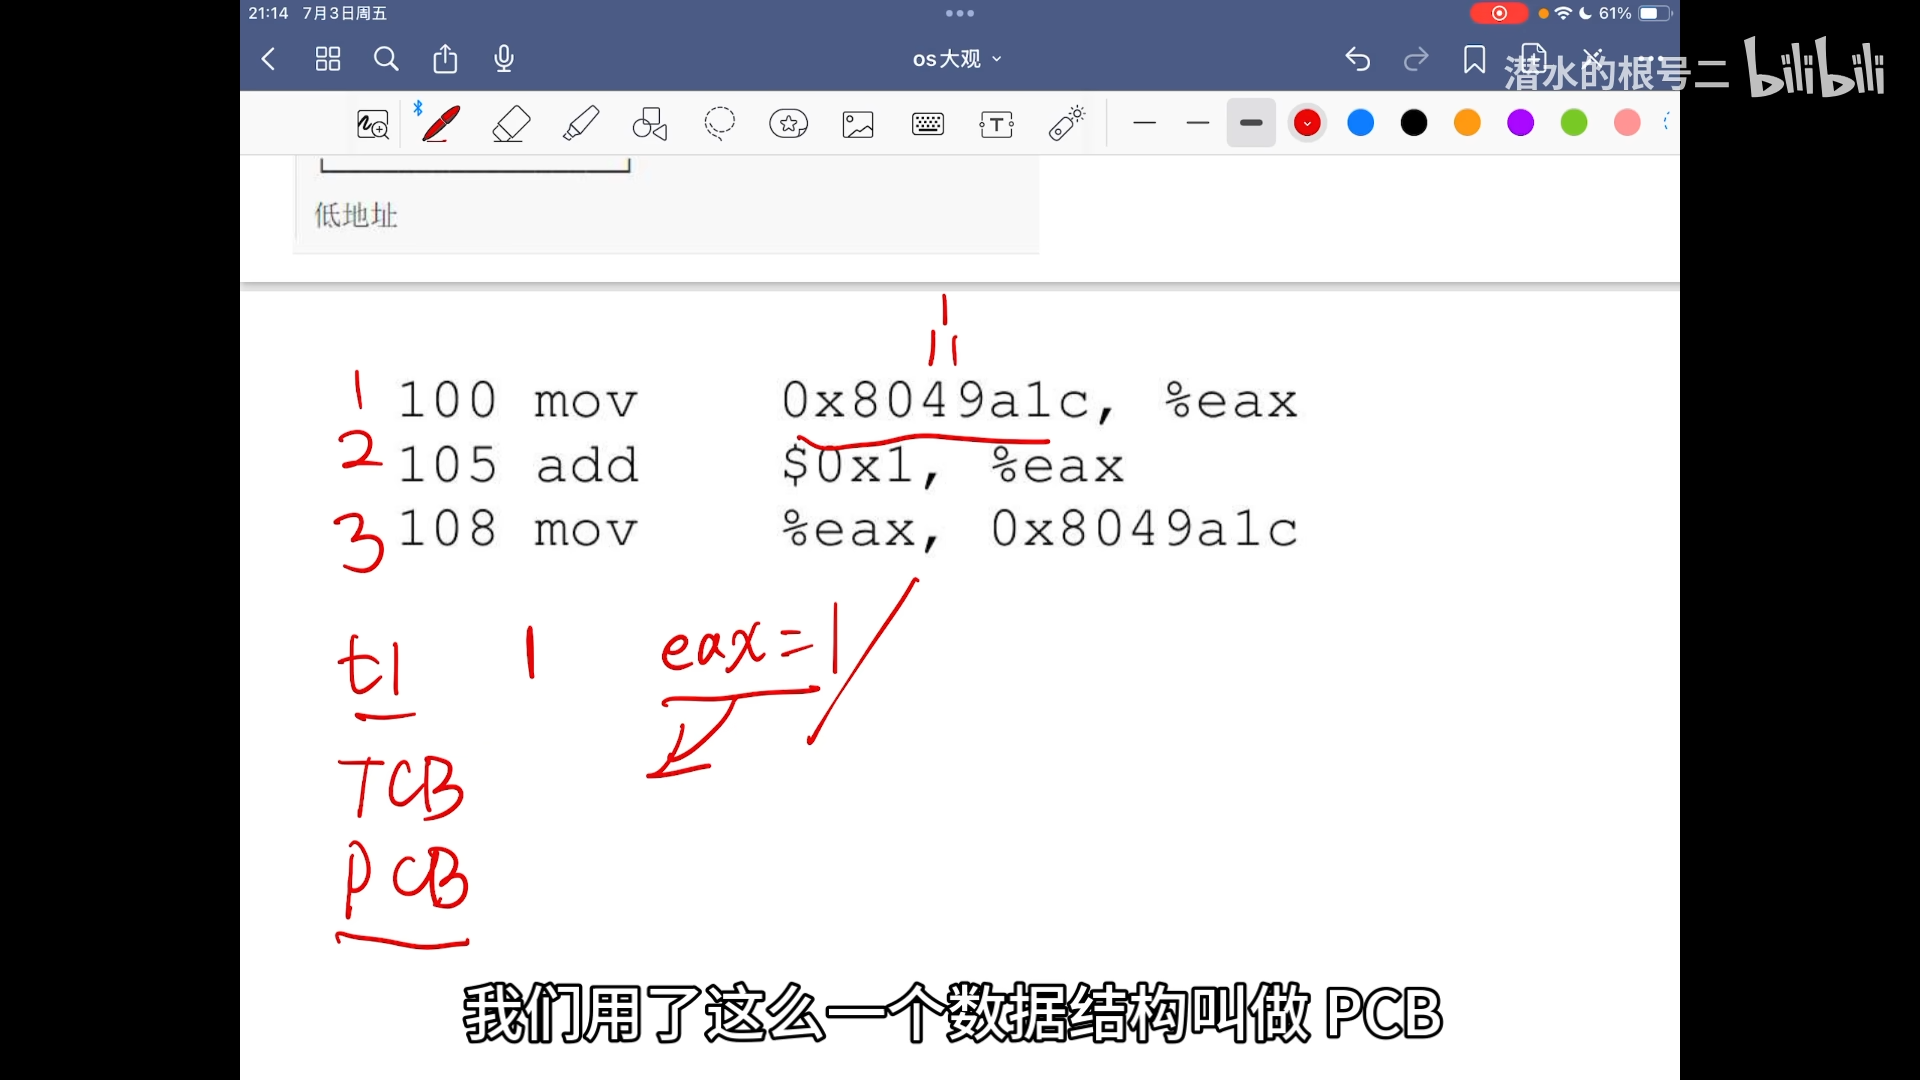 21:14 7月3日周五
61%
os大观
潜水的根号二 bilibili
T
低地址
1
11
1 100 mov 0x8049a1c, %eax
2 105 add $0x1, %eax
3 108 mov %eax, 0x8049a1c
t1 1 eax=1
TCB
PCB
我们用了这么一个数据结构叫做 PCB